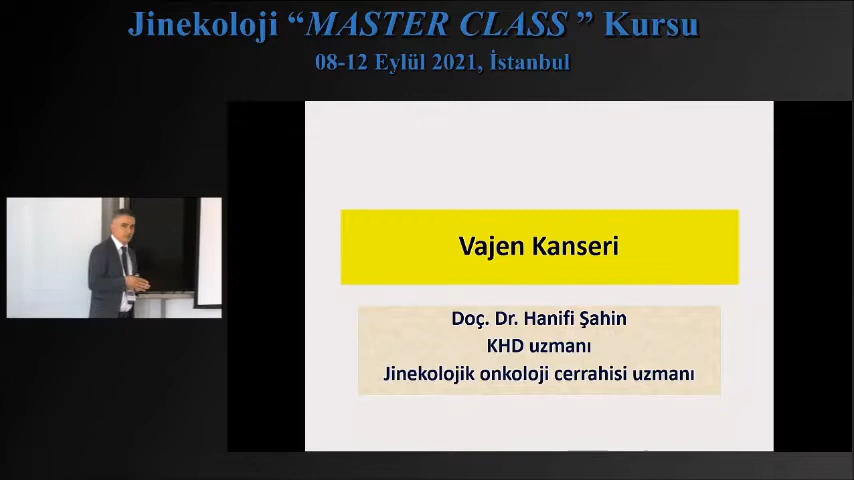 Jinekoloji “MASTER CLASS ” Kursu
08-12 Eylül 2021, İstanbul
Vajen Kanseri
Doç. Dr. Hanifi Şahin
KHD uzmanı
Jinekolojik onkoloji cerrahisi uzmanı